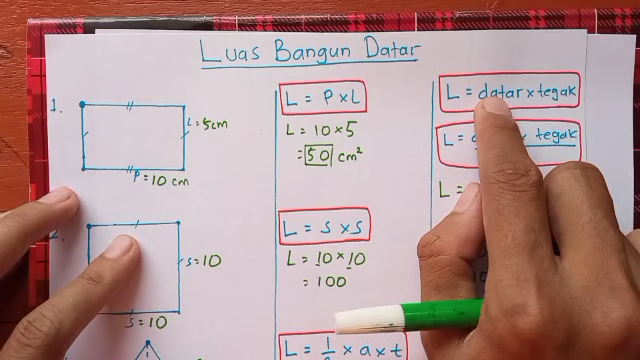 Luas Bangun Datar
1.
L = 5cm
P = 10 cm
L = P x L
L = 10 x 5
= 50 cm²
L = datar x tegak
L = x tegak
L =
2.
s = 10
s = 10
L = s x s
L = 10 x 10
= 100
L = 1/ x a x t